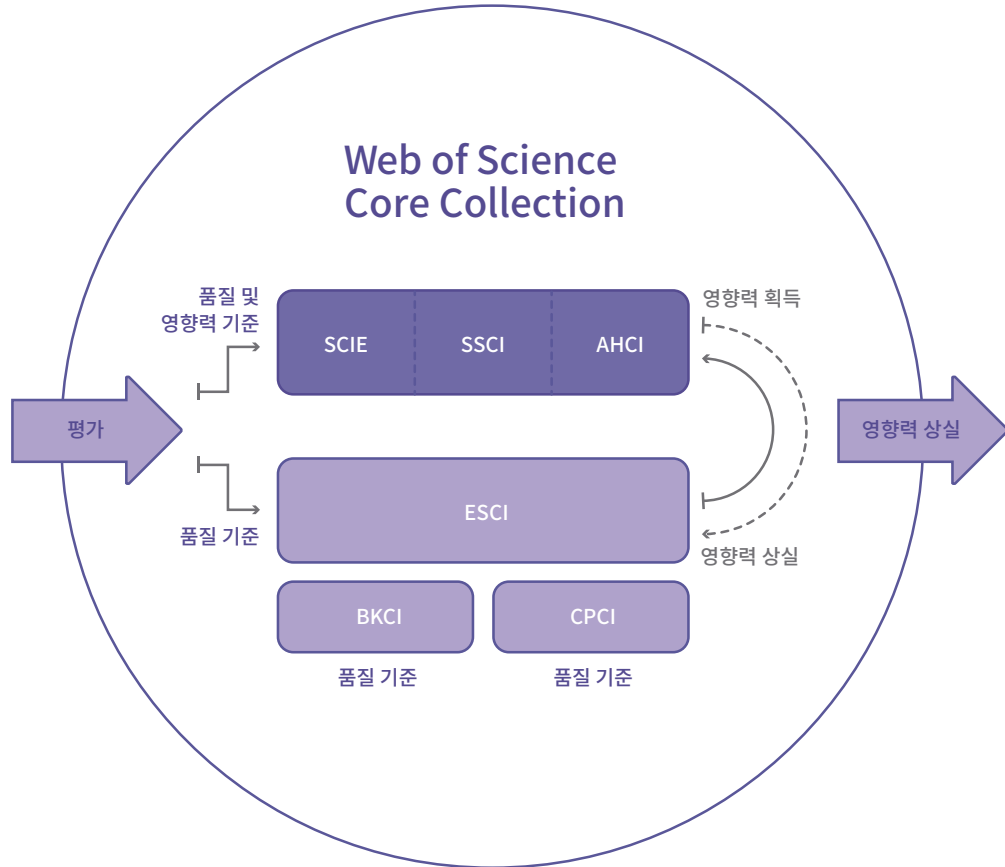 Web of Science
Core Collection
품질 및
영향력 기준
SCIE
SSCI
AHCI
영향력 획득
평가
영향력 상실
품질 기준
ESCI
영향력 상실
BKCI
CPCI
품질 기준
품질 기준